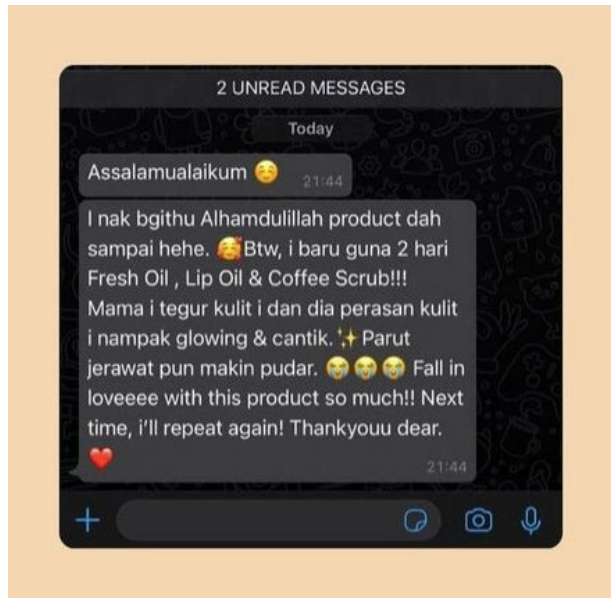 2 UNREAD MESSAGES
Today
Assalamualaikum ☺️ 21:44
I nak bgithu Alhamdulillah product dah
sampai hehe. 🥰Btw, i baru guna 2 hari
Fresh Oil , Lip Oil & Coffee Scrub!!!
Mama i tegur kulit i dan dia perasan kulit
i nampak glowing & cantik.✨ Parut
jerawat pun makin pudar. 😭😭😭 Fall in
loveeee with this product so much!! Next
time, i'll repeat again! Thankyouu dear.
❤️ 21:44